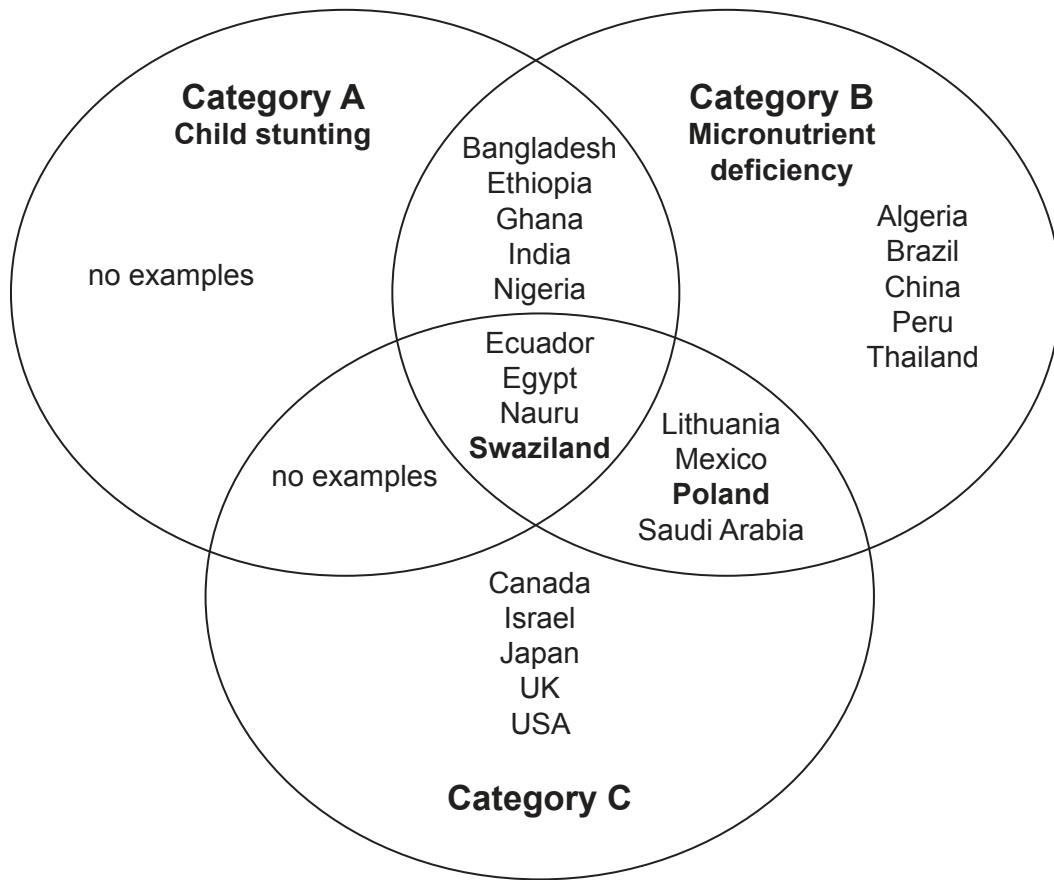 Category A
Child stunting
no examples
Bangladesh
Ethiopia
Ghana
India
Nigeria
Category B
Micronutrient
deficiency
Algeria
Brazil
China
Peru
Thailand
Ecuador
Egypt
Nauru
Swaziland
no examples
Lithuania
Mexico
Poland
Saudi Arabia
Canada
Israel
Japan
UK
USA
Category C